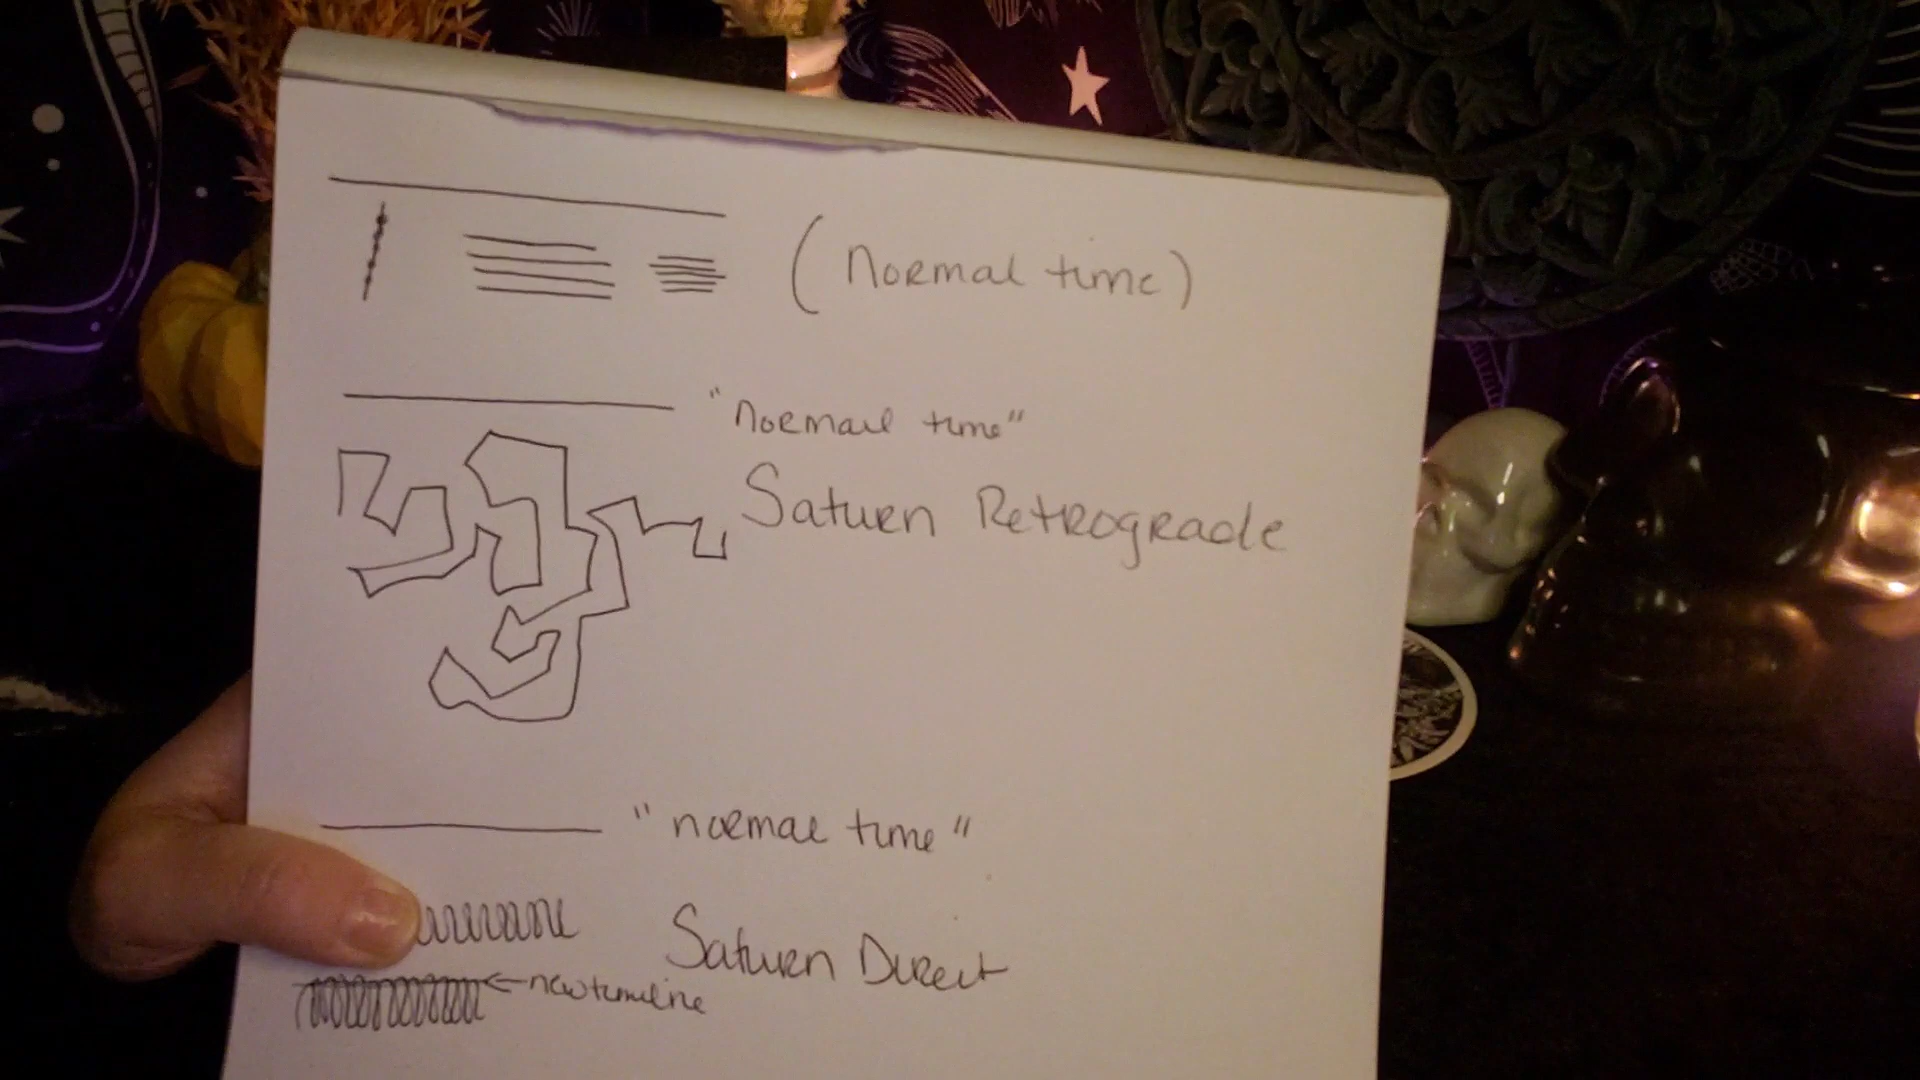 (Normal time)
"Normal time"
Saturn Retrograde
"normal time"
Saturn Direct
← new timeline